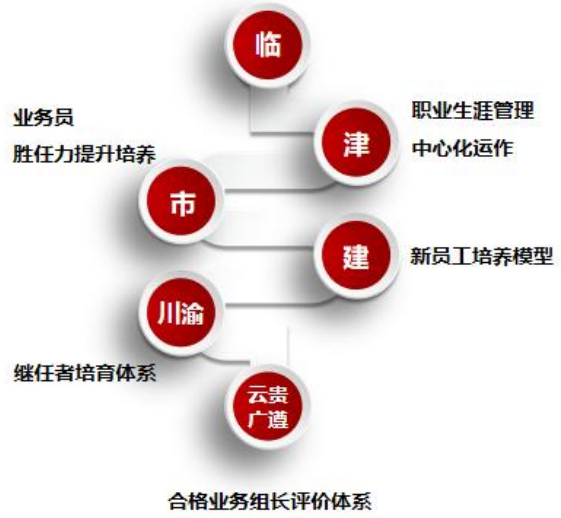 临
业务员
胜任力提升培养
津
职业生涯管理
中心化运作
市
建
新员工培养模型
川渝
继任者培育体系
云贵
广遵
合格业务组长评价体系